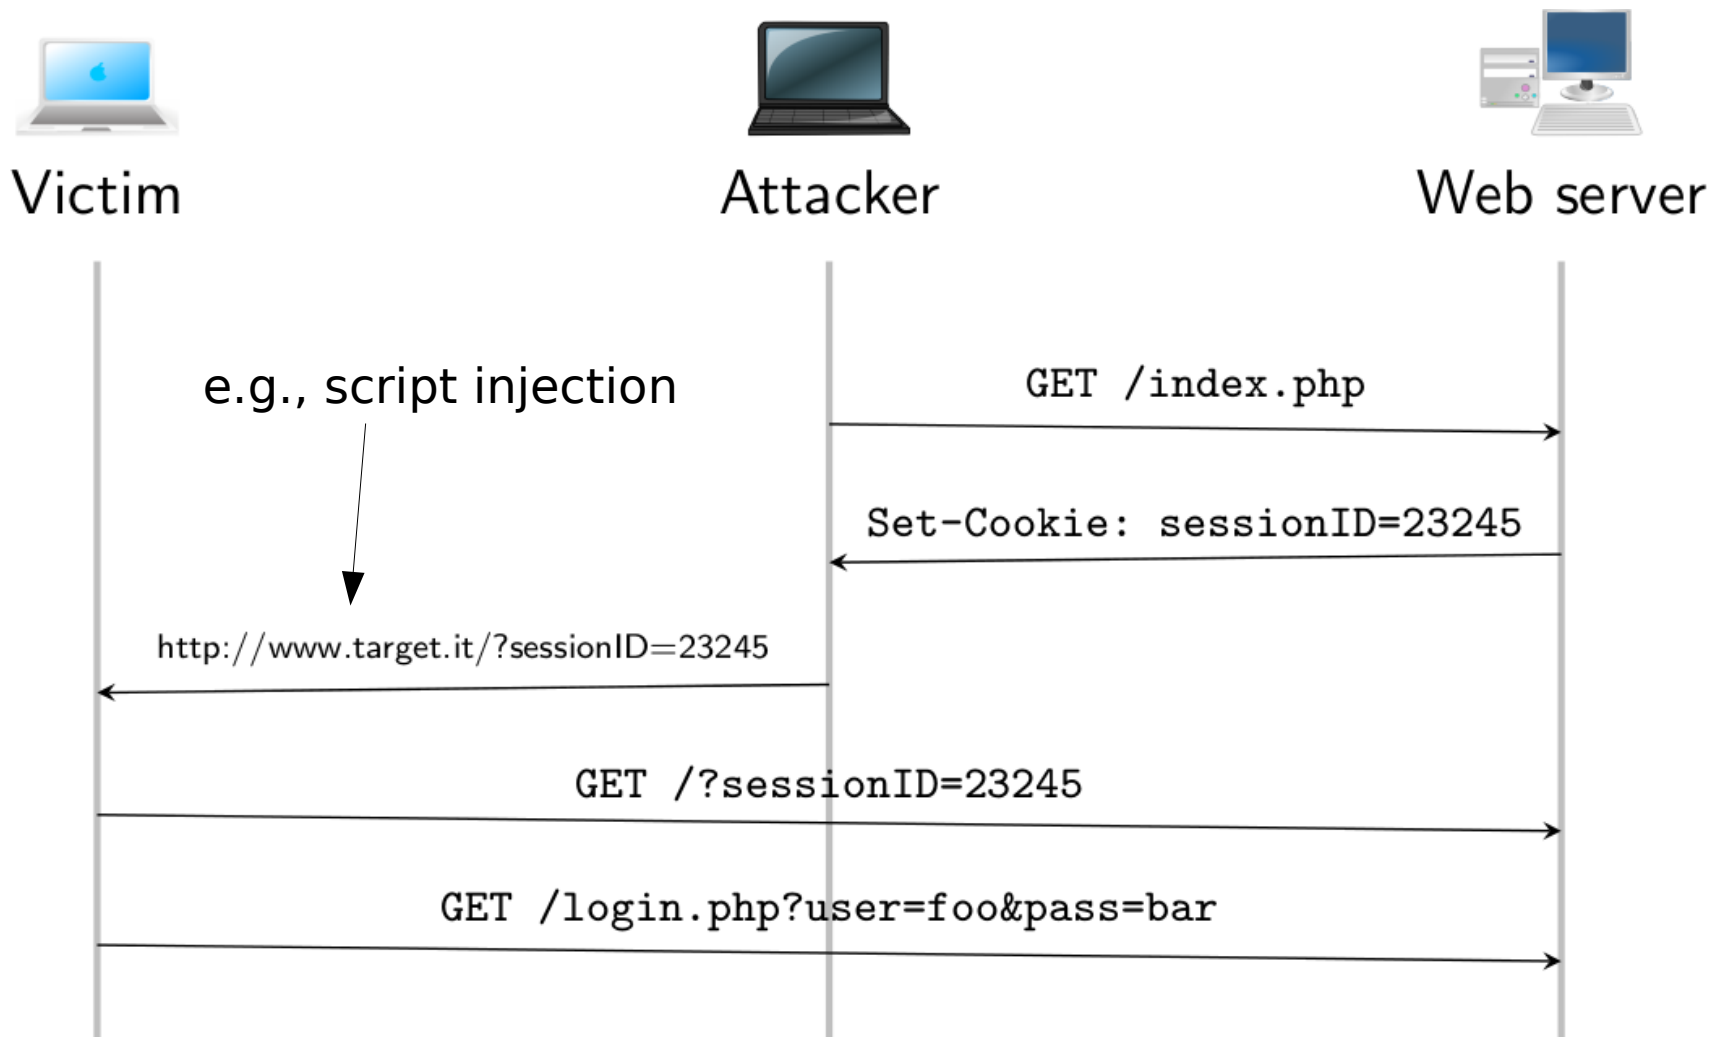 Victim
Attacker
Web server
e.g., script injection
GET /index.php
Set-Cookie: sessionID=23245
http://www.target.it/?sessionID=23245
GET /?sessionID=23245
GET /login.php?user=foo&pass=bar